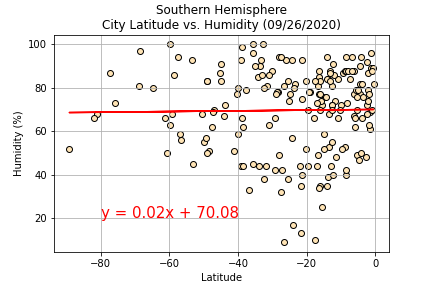 Southern Hemisphere
City Latitude vs. Humidity (09/26/2020)
100
80
60
40
20
Humidity (%)
y = 0.02x + 70.08
−80
−60
−40
−20
0
Latitude